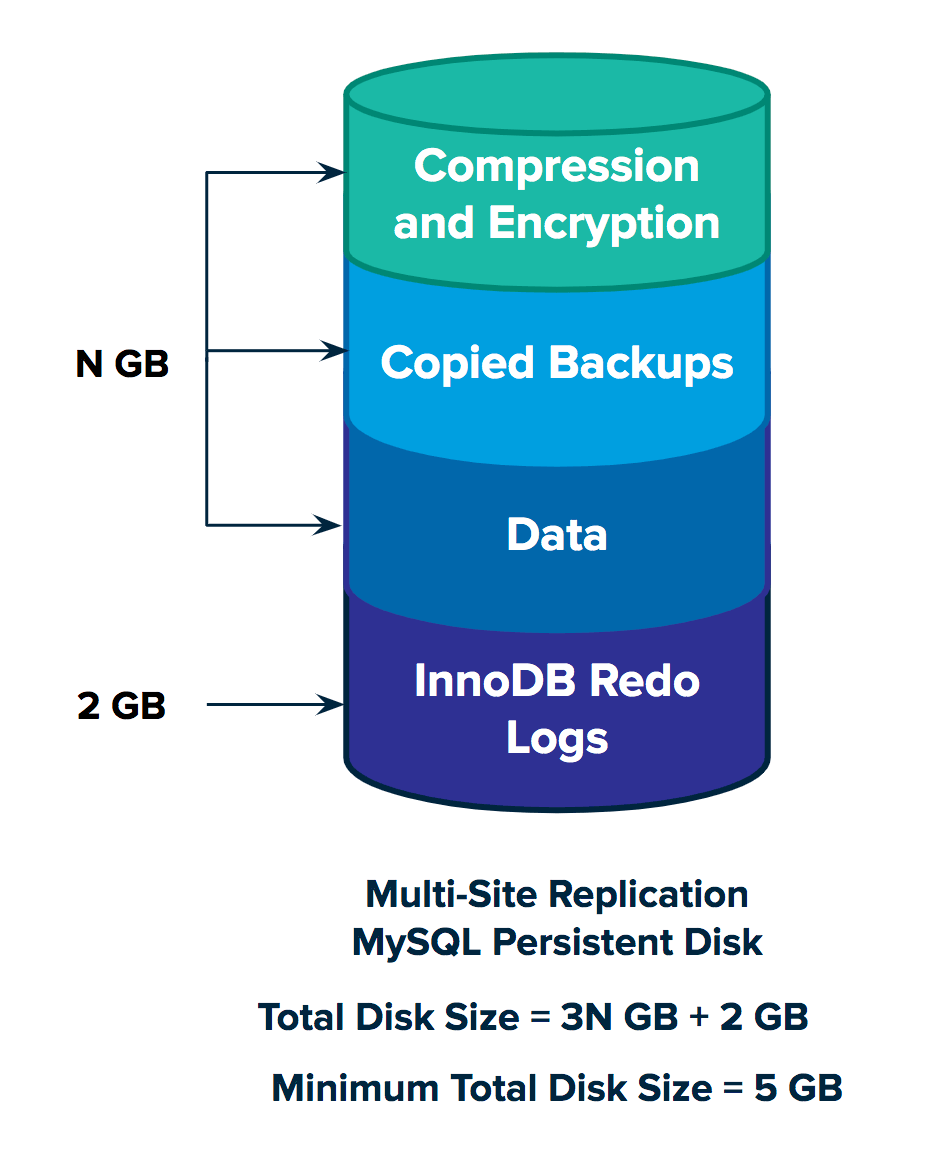 Compression
and Encryption
N GB
Copied Backups
Data
2 GB
InnoDB Redo
Logs
Multi-Site Replication
MySQL Persistent Disk
Total Disk Size = 3N GB + 2 GB
Minimum Total Disk Size = 5 GB